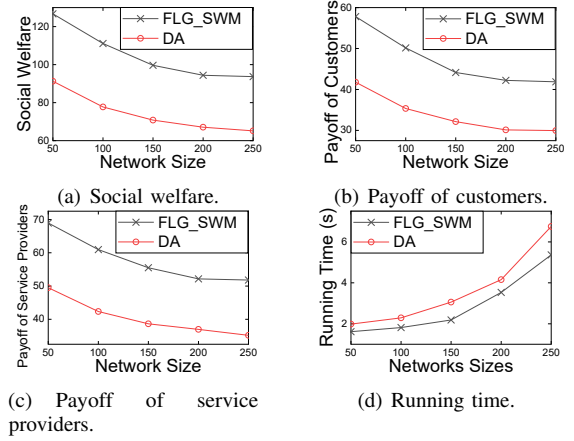 FLG_SWM
DA
Social Welfare
120
100
80
60
50 100 150 200 250
Network Size
(a) Social welfare.
FLG_SWM
DA
Payoff of Customers
60
50
40
30
50 100 150 200 250
Network Size
(b) Payoff of customers.
FLG_SWM
DA
Payoff of Service Providers
70
60
50
40
50 100 150 200 250
Network Size
(c) Payoff of service
providers.
FLG_SWM
DA
Running Time (s)
6
4
2
50 100 150 200 250
Networks Sizes
(d) Running time.